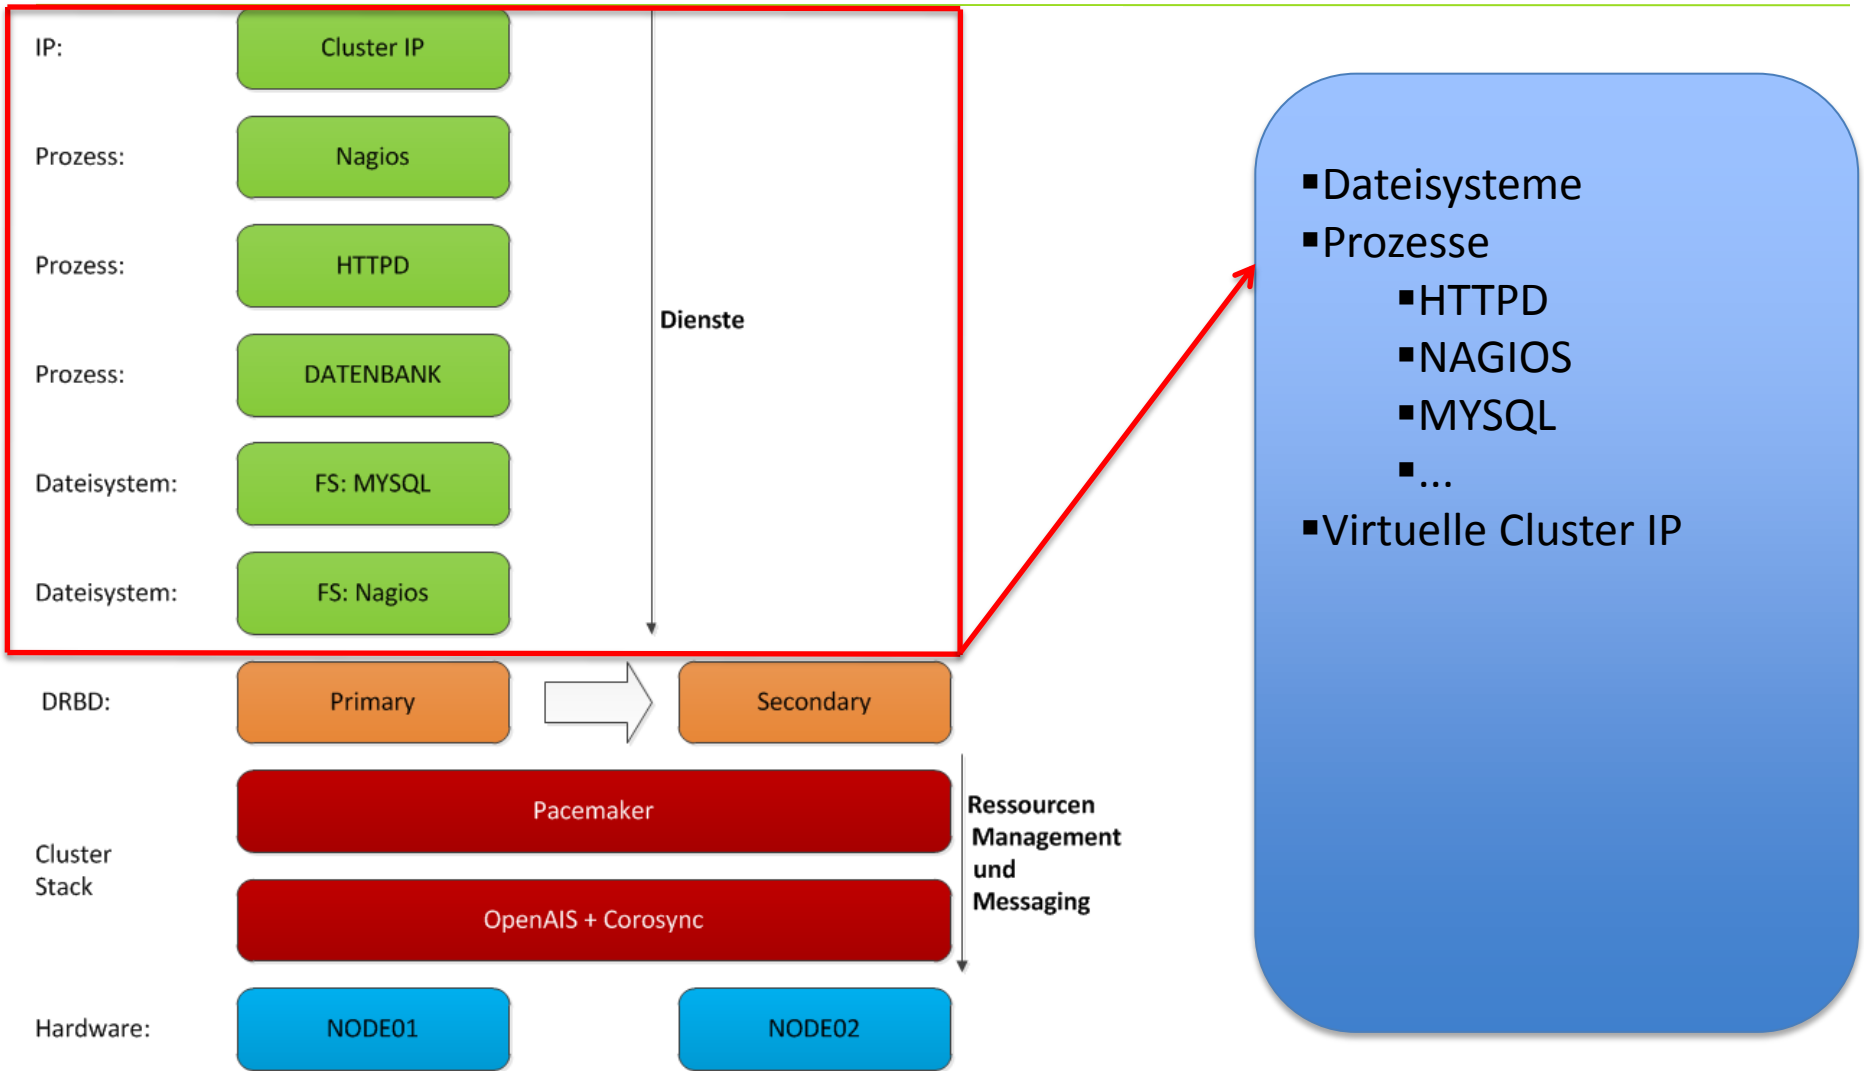 IP:
Cluster IP
Prozess:
Nagios
Prozess:
HTTPD
Prozess:
DATENBANK
Dateisystem:
FS: MYSQL
Dateisystem:
FS: Nagios
Dienste
DRBD:
Primary
Secondary
Cluster
Stack
Pacemaker
OpenAIS + Corosync
Ressourcen
Management
und
Messaging
Hardware:
NODE01
NODE02
▪Dateisysteme
▪Prozesse
▪HTTPD
▪NAGIOS
▪MYSQL
▪...
▪Virtuelle Cluster IP